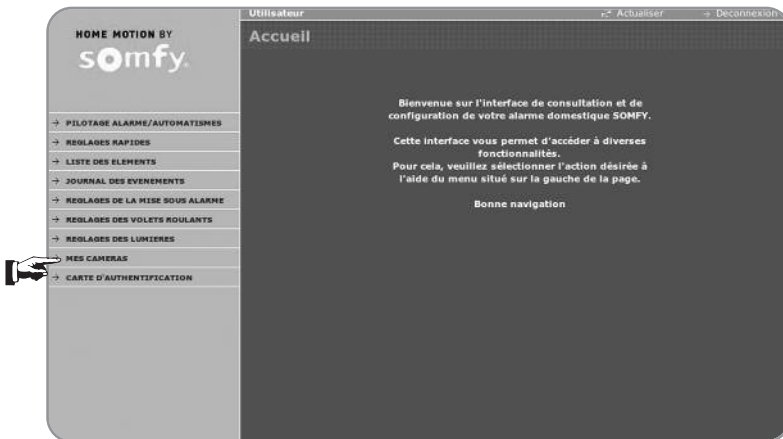 Utilisateur
Actualiser
Deconnexion
HOME MOTION BY
somfy.
Accueil
→ PILOTAGE ALARME/AUTOMATISMES
→ REGLAGES RAPIDES
→ LISTE DES ELEMENTS
→ JOURNAL DES EVENEMENTS
→ REGLAGES DE LA MISE SOUS ALARME
→ REGLAGES DES VOLETS ROULANTS
→ REGLAGES DES LUMIERES
→ MES CAMERAS
→ CARTE D'AUTHENTIFICATION
Bienvenue sur l'interface de consultation et de
configuration de votre alarme domestique SOMFY.
Cette interface vous permet d'accéder à diverses
fonctionnalités.
Pour cela, veuillez sélectionner l'action désirée à
l'aide du menu situé sur la gauche de la page.
Bonne navigation